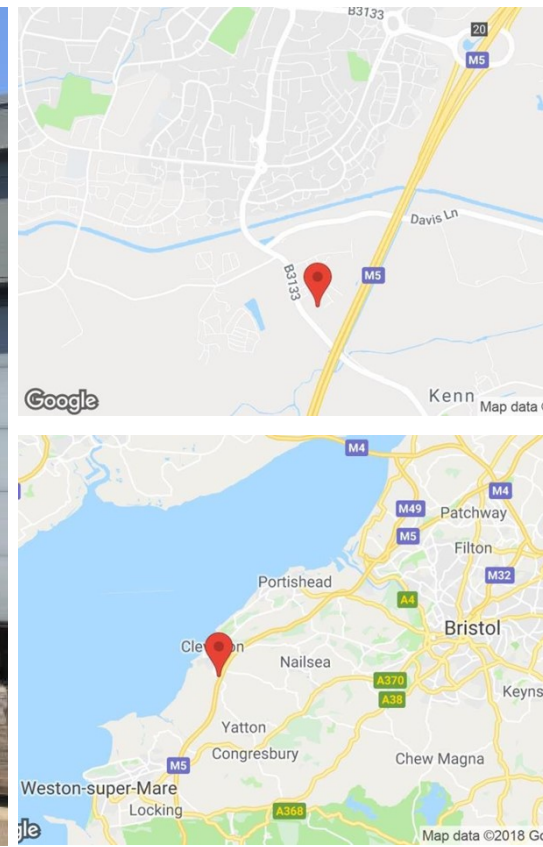 B3133
20
M5
Davis Ln
B3133
M5
Kenn
Google
Map data ©
M4
M49
M4
Patchway
M5
Filton
M32
Portishead
A4
Bristol
Nailsea
A370
A38
Yatton
Congresbury
M5
Chew Magna
Weston-super-Mare
Locking
A368
Map data ©2018